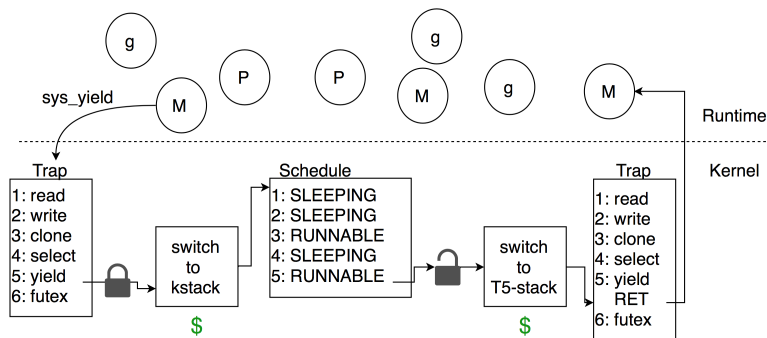 g
g
P
P
M
M
g
M
sys_yield
Runtime
Kernel
Trap
1: read
2: write
3: clone
4: select
5: yield
6: futex
switch
to
kstack
$
Schedule
1: SLEEPING
2: SLEEPING
3: RUNNABLE
4: SLEEPING
5: RUNNABLE
switch
to
T5-stack
$
Trap
1: read
2: write
3: clone
4: select
5: yield
RET
6: futex